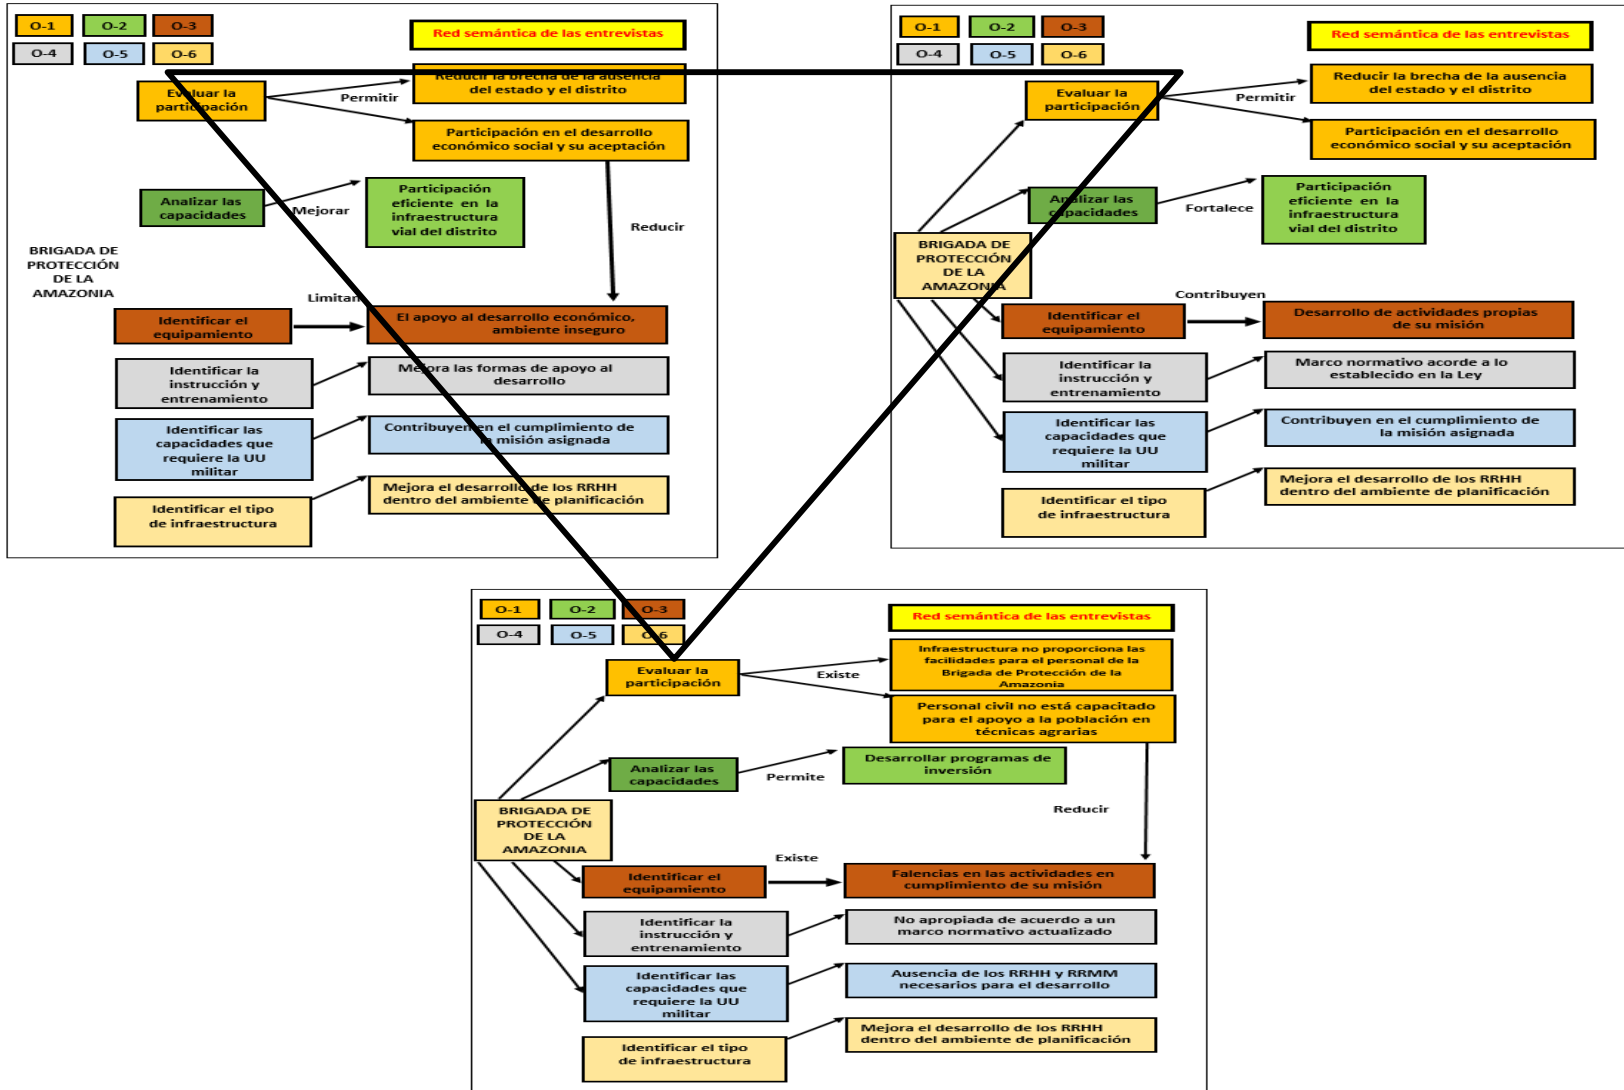 O-1 O-2 O-3
O-4 O-5 O-6
Red semántica de las entrevistas
Evaluar la
participación
Permitir
Reducir la brecha de la ausencia
del estado y el distrito
Participación en el desarrollo
económico social y su aceptación
Analizar las
capacidades
Mejorar
Participación
eficiente en la
infraestructura
vial del distrito
Reducir
BRIGADA DE
PROTECCIÓN
DE LA
AMAZONIA
Identificar el
equipamiento
Limitan
El apoyo al desarrollo económico,
ambiente inseguro
Identificar la
instrucción y
entrenamiento
Mejora las formas de apoyo al
desarrollo
Identificar las
capacidades que
requiere la UU
militar
Contribuyen en el cumplimiento de
la misión asignada
Identificar el tipo
de infraestructura
Mejora el desarrollo de los RRHH
dentro del ambiente de planificación
O-1 O-2 O-3
O-4 O-5 O-6
Red semántica de las entrevistas
Evaluar la
participación
Permitir
Reducir la brecha de la ausencia
del estado y el distrito
Participación en el desarrollo
económico social y su aceptación
Analizar las
capacidades
Fortalece
Participación
eficiente en la
infraestructura
vial del distrito
BRIGADA DE
PROTECCIÓN
DE LA
AMAZONIA
Identificar el
equipamiento
Contribuyen
Desarrollo de actividades propias
de su misión
Identificar la
instrucción y
entrenamiento
Marco normativo acorde a lo
establecido en la Ley
Identificar las
capacidades que
requiere la UU
militar
Contribuyen en el cumplimiento de
la misión asignada
Identificar el tipo
de infraestructura
Mejora el desarrollo de los RRHH
dentro del ambiente de planificación
O-1 O-2 O-3
O-4 O-5 O-6
Red semántica de las entrevistas
Evaluar la
participación
Existe
Infraestructura no proporciona las
facilidades para el personal de la
Brigada de Protección de la
Amazonía
Personal civil no está capacitado
para el apoyo a la población en
técnicas agrarias
Analizar las
capacidades
Permite
Desarrollar programas de
inversión
Reducir
BRIGADA DE
PROTECCIÓN
DE LA
AMAZONIA
Identificar el
equipamiento
Existe
Falencias en las actividades en
cumplimiento de su misión
Identificar la
instrucción y
entrenamiento
No apropiada de acuerdo a un
marco normativo actualizado
Identificar las
capacidades que
requiere la UU
militar
Ausencia de los RRHH y RRMM
necesarios para el desarrollo
Identificar el tipo
de infraestructura
Mejora el desarrollo de los RRHH
dentro del ambiente de planificación